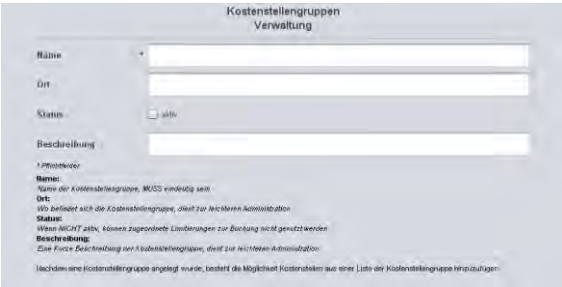 Kostenstellengruppen
Verwaltung
Name *
Ort
Status aktiv
Beschreibung
* Pflichtfelder
Name:
Name der Kostenstellengruppe, MUSS eindeutig sein
Ort:
Wo befindet sich die Kostenstellengruppe, dient zur leichteren Administration
Status:
Wenn NICHT aktiv, können zugeordnete Limitierungen zur Buchung nicht genutzt werden
Beschreibung:
Eine Kurze Beschreibung der Kostenstellengruppe, dient zur leichteren Administration
Nachdem eine Kostenstellengruppe angelegt wurde, besteht die Möglichkeit Kostenstellen aus einer Liste der Kostenstellengruppe hinzuzufügen